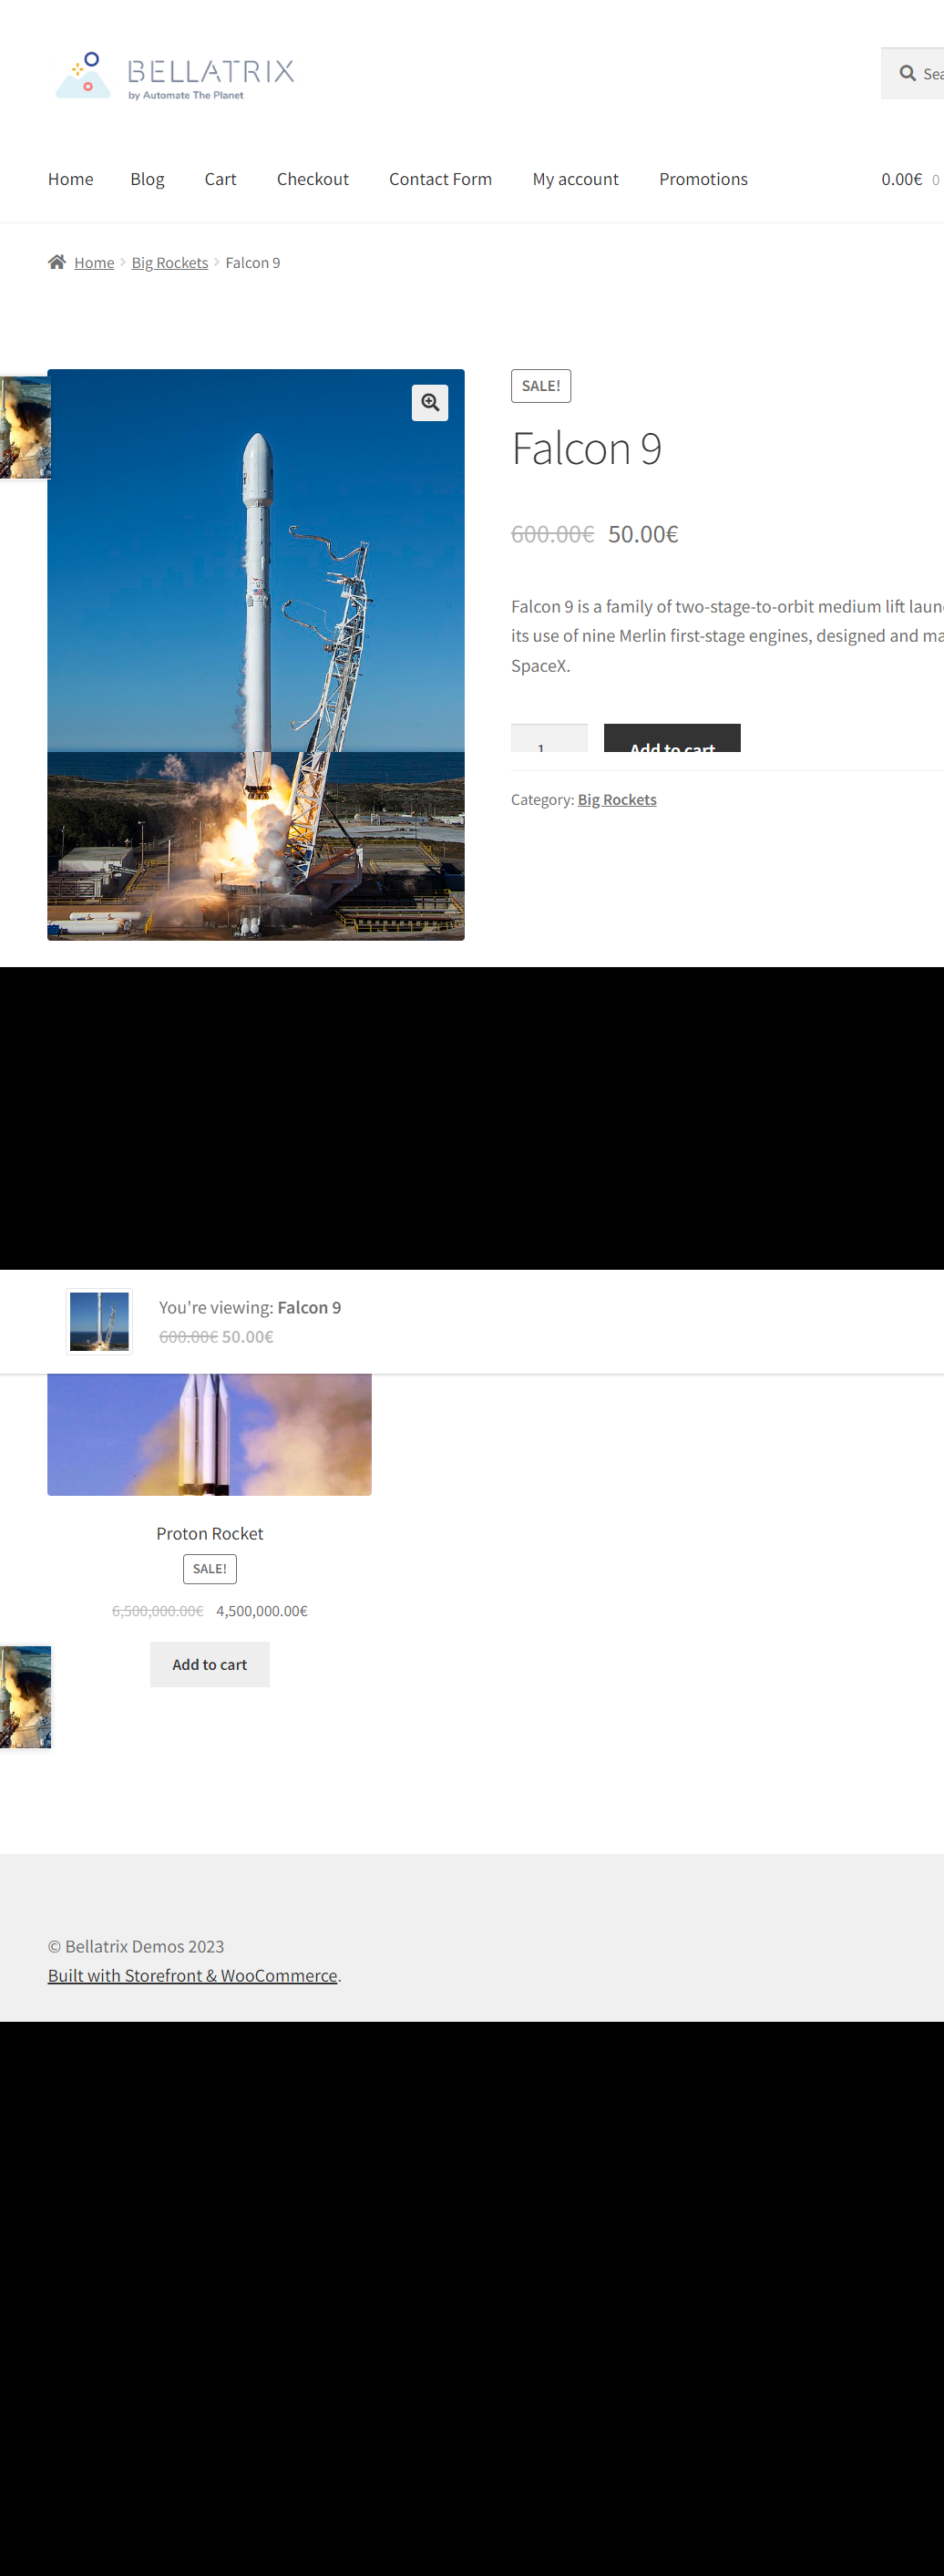 BELLATRIX
by Automate The Planet
Home Blog Cart Checkout Contact Form My account Promotions 0.00€ 0
Home > Big Rockets > Falcon 9
SALE!
Falcon 9
600.00€ 50.00€
Falcon 9 is a family of two-stage-to-orbit medium lift
its use of nine Merlin first-stage engines, designed and
SpaceX.
1 Add to cart
Category: Big Rockets
You're viewing: Falcon 9
600.00€ 50.00€
Proton Rocket
SALE!
6,500,000.00€ 4,500,000.00€
Add to cart
© Bellatrix Demos 2023
Built with Storefront & WooCommerce.